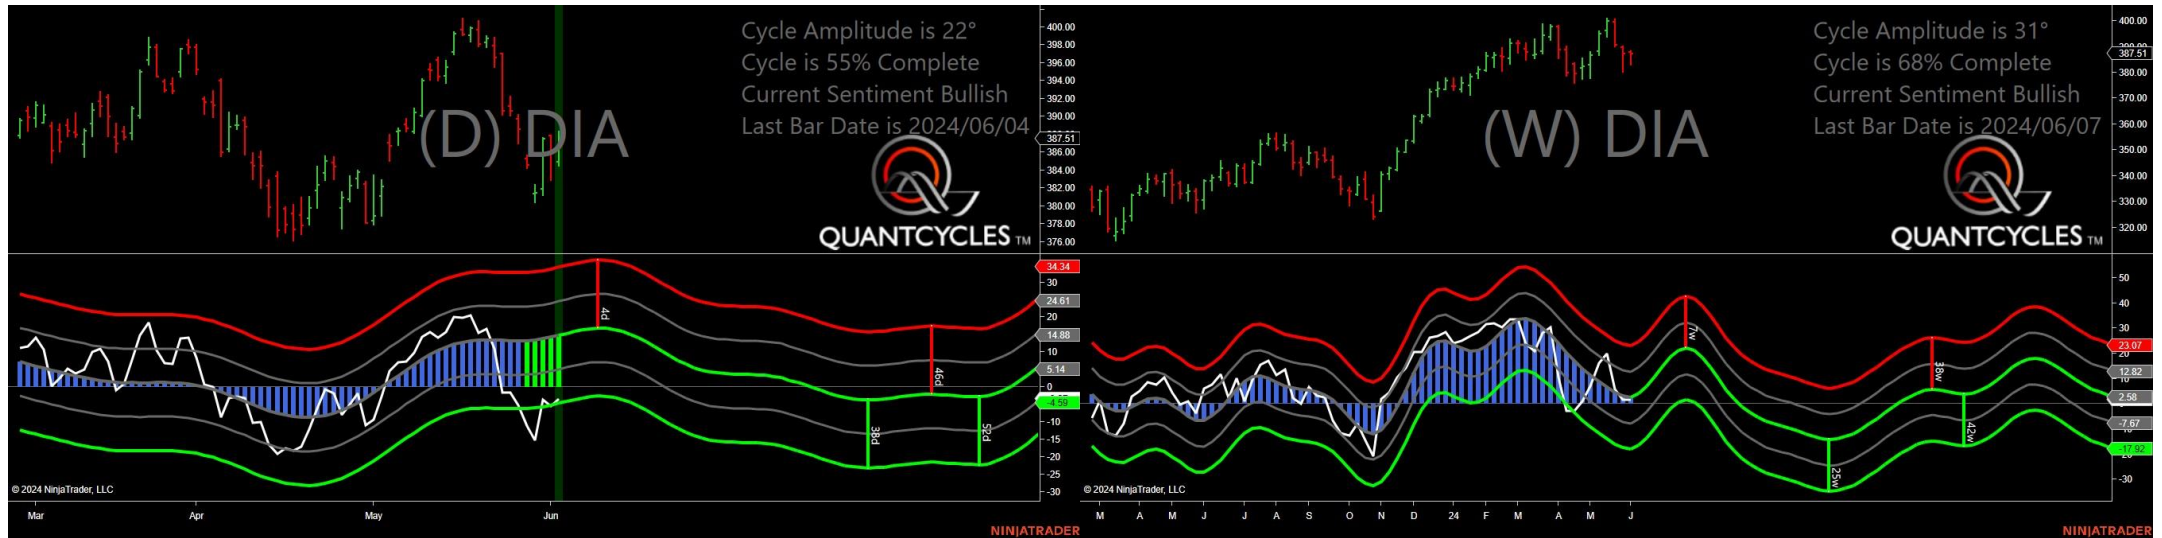 Cycle Amplitude is 22°
Cycle is 55% Complete
Current Sentiment Bullish
Last Bar Date is 2024/06/04
(D) DIA
QUANTCYCLES TM
400.00
398.00
396.00
394.00
392.00
390.00
387.51
386.00
384.00
382.00
380.00
378.00
376.00
34.34
30
24.61
20
14.88
10
5.14
0
-4.59
-10
-15
-20
-25
-30
4d
46d
38d
52d
© 2024 NinjaTrader, LLC
Mar Apr May Jun
NINJATRADER
Cycle Amplitude is 31°
Cycle is 68% Complete
Current Sentiment Bullish
Last Bar Date is 2024/06/07
(W) DIA
QUANTCYCLES TM
400.00
387.51
380.00
370.00
360.00
350.00
340.00
330.00
320.00
50
40
30
23.07
20
12.82
10
2.58
-7.67
-17.92
-30
7w
38w
42w
25w
© 2024 NinjaTrader, LLC
M A M J J A S O N D 24 F M A M J
NINJATRADER